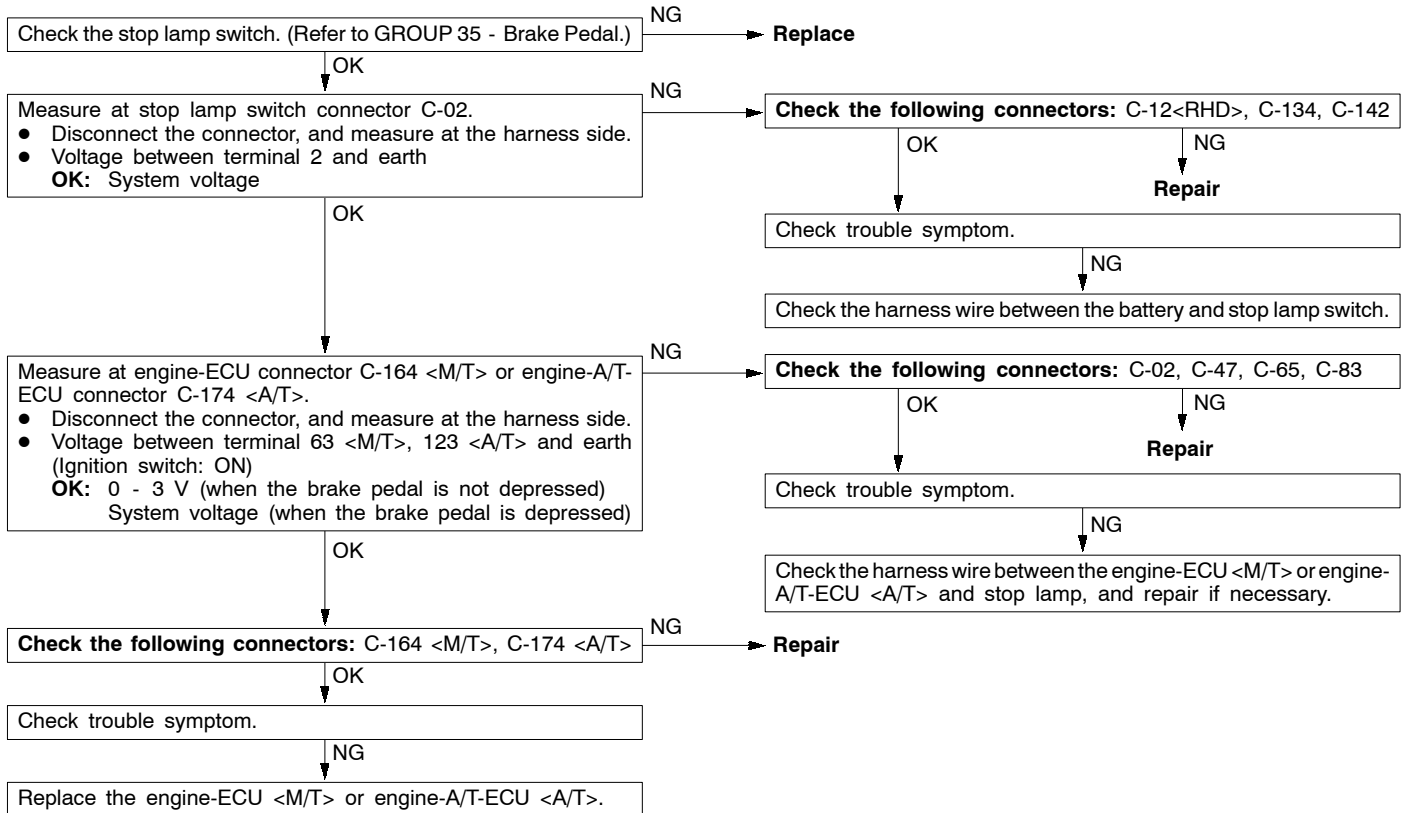 Check the stop lamp switch. (Refer to GROUP 35 - Brake Pedal.)
NG
Replace
OK
Measure at stop lamp switch connector C-02.
● Disconnect the connector, and measure at the harness side.
● Voltage between terminal 2 and earth
OK: System voltage
NG
Check the following connectors: C-12<RHD>, C-134, C-142
OK
NG
Repair
Check trouble symptom.
NG
Check the harness wire between the battery and stop lamp switch.
OK
Measure at engine-ECU connector C-164 <M/T> or engine-A/T-
ECU connector C-174 <A/T>.
● Disconnect the connector, and measure at the harness side.
● Voltage between terminal 63 <M/T>, 123 <A/T> and earth
(Ignition switch: ON)
OK: 0 - 3 V (when the brake pedal is not depressed)
System voltage (when the brake pedal is depressed)
NG
Check the following connectors: C-02, C-47, C-65, C-83
OK
NG
Repair
Check trouble symptom.
NG
Check the harness wire between the engine-ECU <M/T> or engine-
A/T-ECU <A/T> and stop lamp, and repair if necessary.
OK
Check the following connectors: C-164 <M/T>, C-174 <A/T>
NG
Repair
OK
Check trouble symptom.
NG
Replace the engine-ECU <M/T> or engine-A/T-ECU <A/T>.